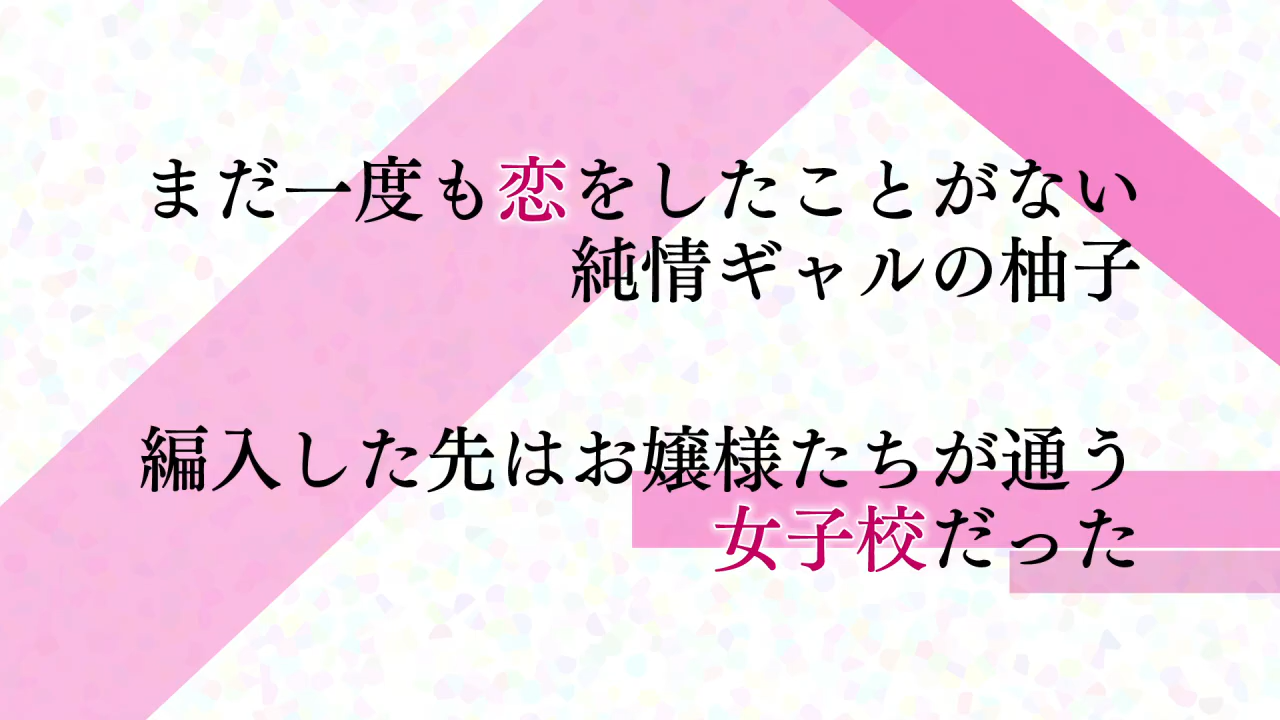 まだ一度も恋をしたことがない
純情ギャルの柚子
編入した先はお嬢様たちが通う
女子校だった